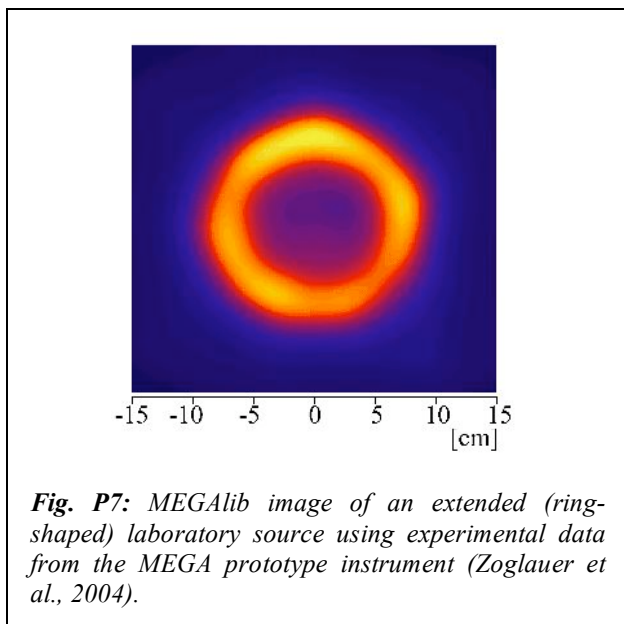 -15 -10 -5 0 5 10 15
[cm]
Fig. P7: MEGAlib image of an extended (ring-
shaped) laboratory source using experimental data
from the MEGA prototype instrument (Zoglauer et
al., 2004).